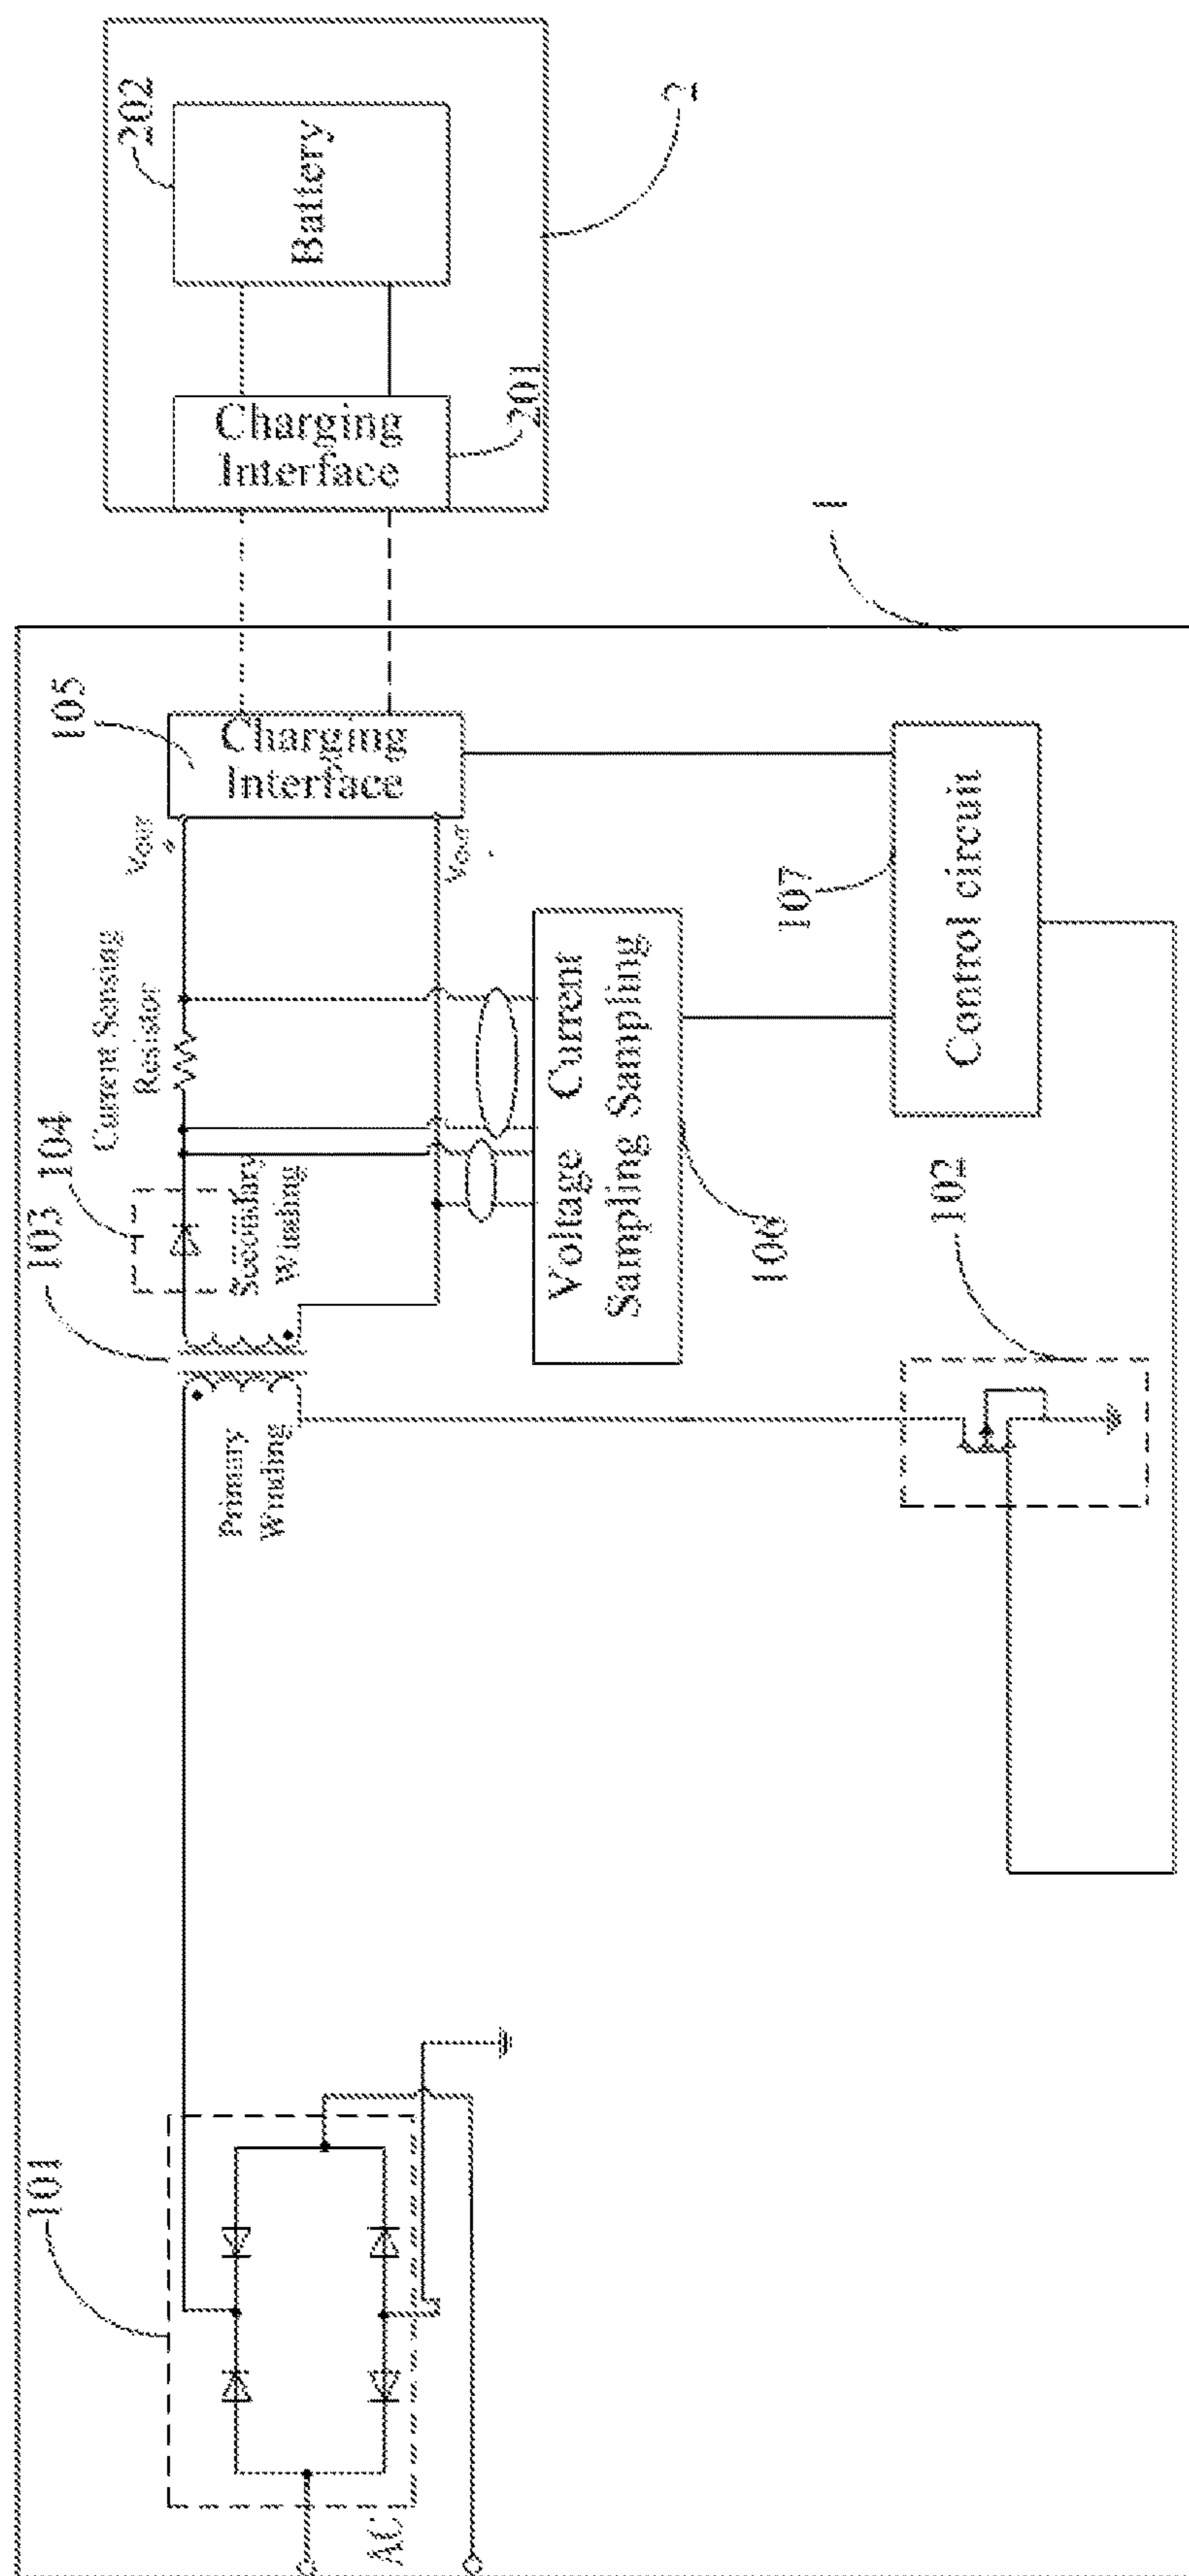 101
AC
Primary
Winding
103
104
Secondary
Winding
Current Sensing
Resistor
Vout
Vout
105
Charging
Interface
Voltage Current
Sampling Sampling
106
102
107
Control circuit
1
202
Battery
Charging
Interface
201
2